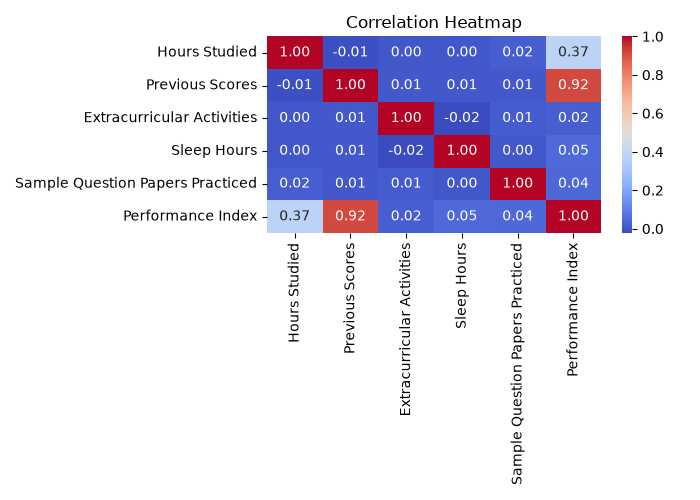 Correlation Heatmap
Hours Studied 1.00 -0.01 0.00 0.00 0.02 0.37
Previous Scores -0.01 1.00 0.01 0.01 0.01 0.92
Extracurricular Activities 0.00 0.01 1.00 -0.02 0.01 0.02
Sleep Hours 0.00 0.01 -0.02 1.00 0.00 0.05
Sample Question Papers Practiced 0.02 0.01 0.01 0.00 1.00 0.04
Performance Index 0.37 0.92 0.02 0.05 0.04 1.00
Hours Studied
Previous Scores
Extracurricular Activities
Sleep Hours
Sample Question Papers Practiced
Performance Index
1.0
0.8
0.6
0.4
0.2
0.0